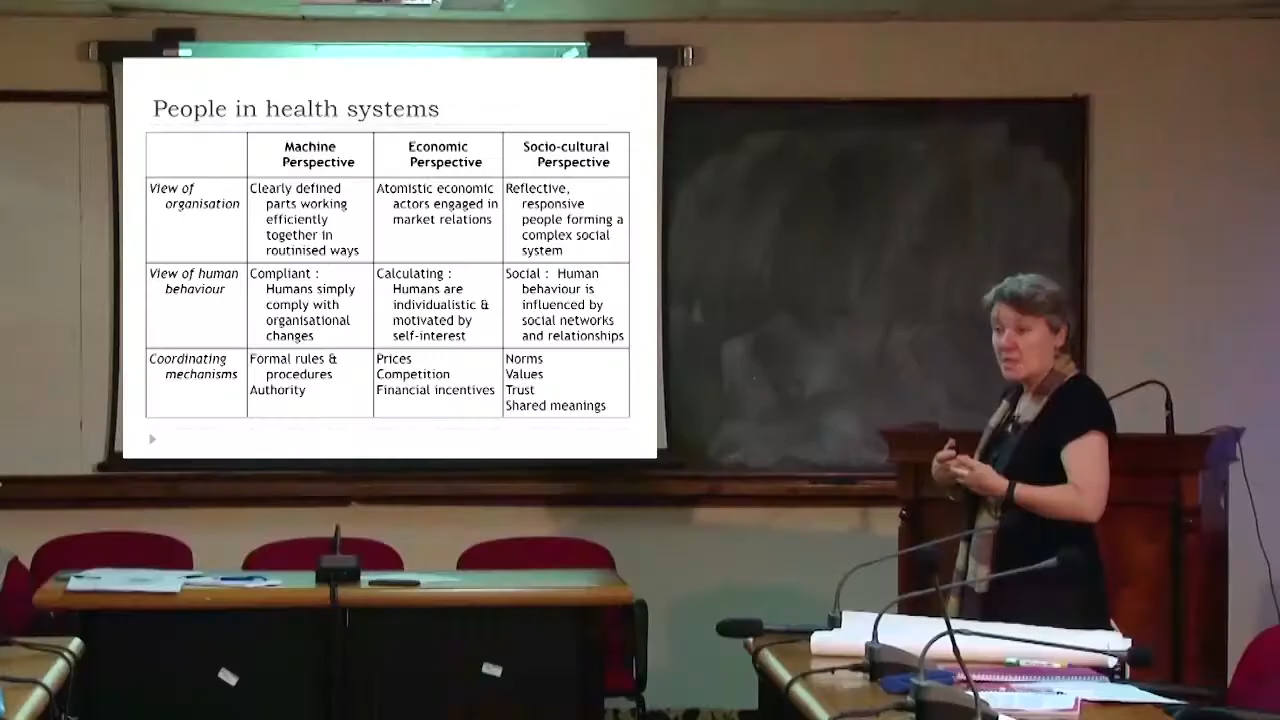 People in health systems
Machine Perspective
Economic Perspective
Socio-cultural Perspective
View of organisation
Clearly defined
parts working
efficiently
together in
routinised ways
Atomistic economic
actors engaged in
market relations
Reflective,
responsive
people forming a
complex social
system
View of human
behaviour
Compliant :
Humans simply
comply with
organisational
changes
Calculating :
Humans are
individualistic &
motivated by
self-interest
Social : Human
behaviour is
influenced by
social networks
and relationships
Coordinating
mechanisms
Formal rules &
procedures
Authority
Prices
Competition
Financial incentives
Norms
Values
Trust
Shared meanings